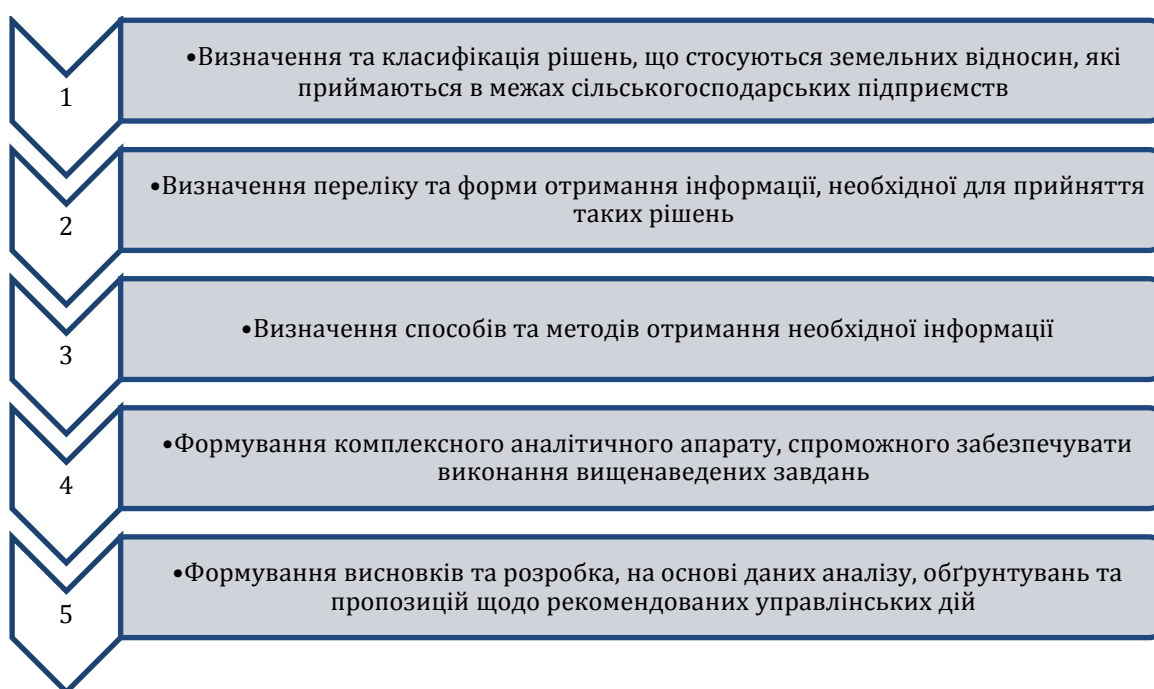 1
•Визначення та класифікація рішень, що стосуються земельних відносин, які
приймаються в межах сільськогосподарських підприємств
2
•Визначення переліку та форми отримання інформації, необхідної для прийняття
таких рішень
3
•Визначення способів та методів отримання необхідної інформації
4
•Формування комплексного аналітичного апарату, спроможного забезпечувати
виконання вищенаведених завдань
5
•Формування висновків та розробка, на основі даних аналізу, обґрунтувань та
пропозицій щодо рекомендованих управлінських дій